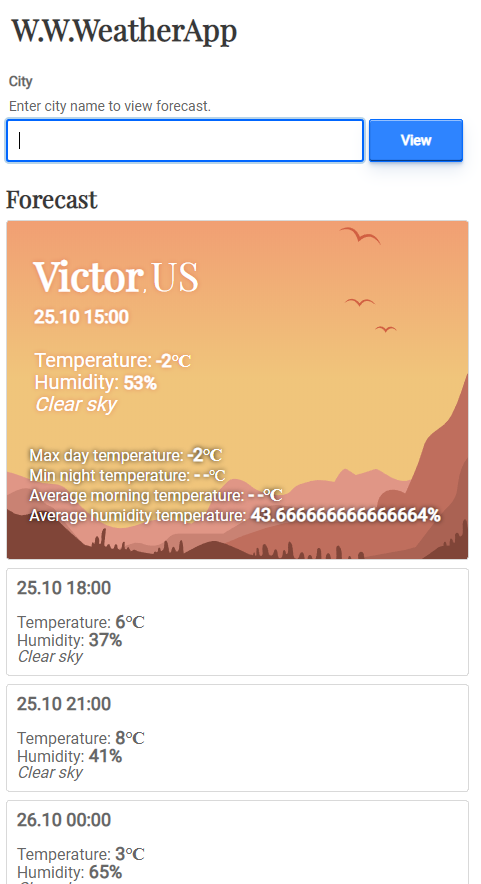 W.W.WeatherApp
City
Enter city name to view forecast.
View
Forecast
Victor, US
25.10 15:00
Temperature: -2°C
Humidity: 53%
Clear sky
Max day temperature: -2°C
Min night temperature: - -°C
Average morning temperature: - -°C
Average humidity temperature: 43.666666666666664%
25.10 18:00
Temperature: 6°C
Humidity: 37%
Clear sky
25.10 21:00
Temperature: 8°C
Humidity: 41%
Clear sky
26.10 00:00
Temperature: 3°C
Humidity: 65%